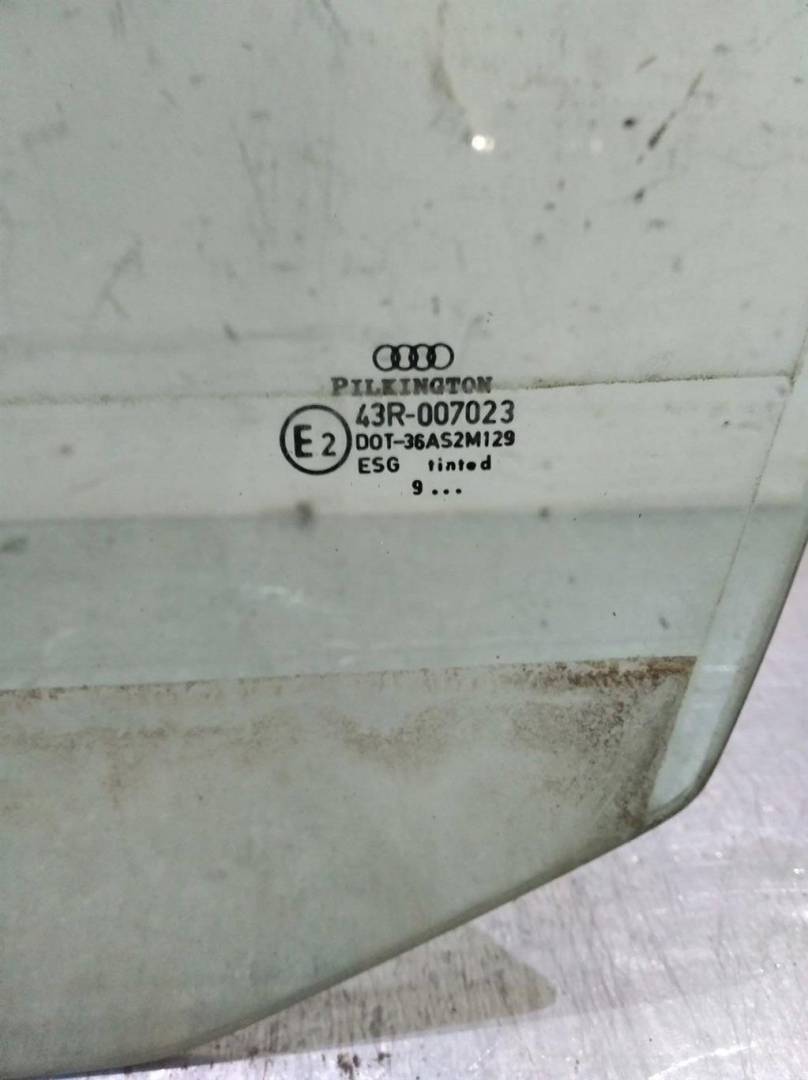 PILKINGTON
43R-007023
E2 DOT-36AS2M129
ESG tinted
9...